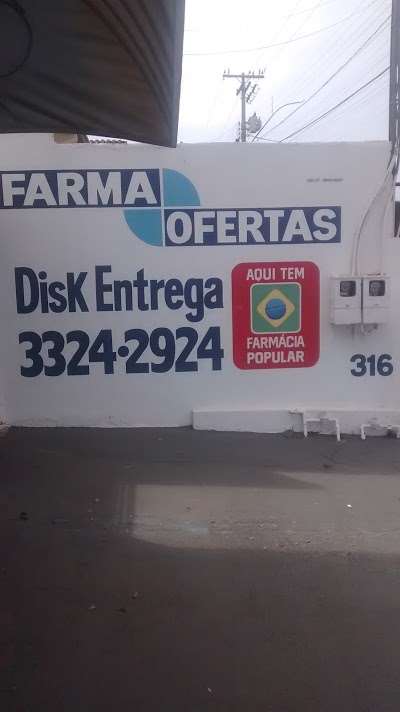 FARMA
OFERTAS
Disk Entrega
3324-2924
AQUI TEM
FARMÁCIA
POPULAR
316